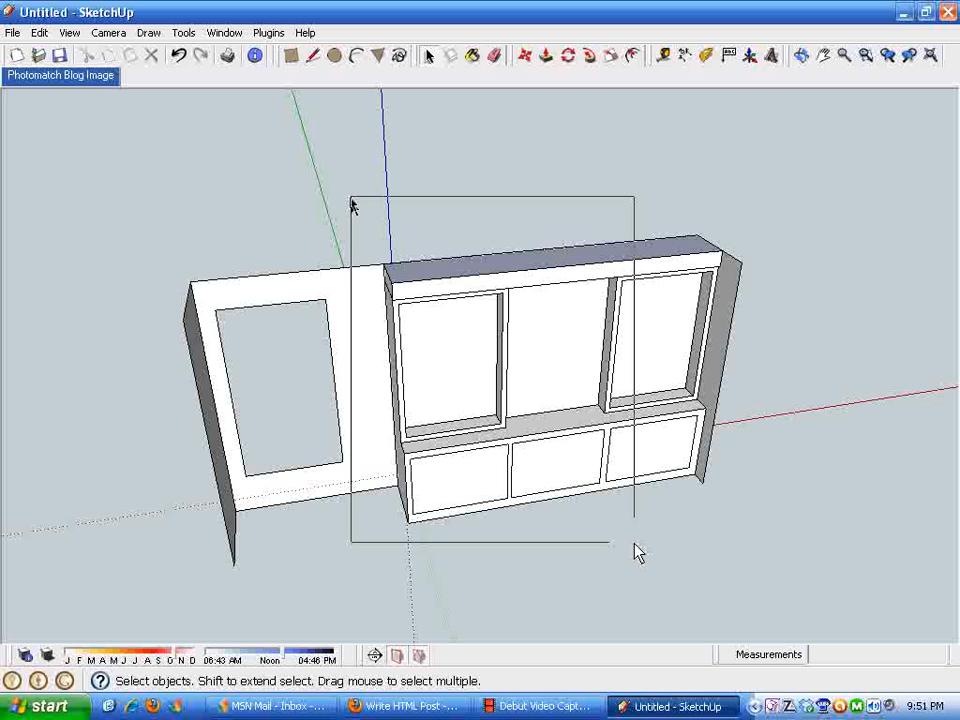 Untitled - SketchUp
File Edit View Camera Draw Tools Window Plugins Help
Photomatch Blog Image
J F M A M J J A S O N D 06:43 AM Noon 04:46 PM
Measurements
Select objects. Shift to extend select. Drag mouse to select multiple.
start MSN Mail - Inbox -... Write HTML Post -... Debut Video Capt... Untitled - SketchUp 9:51 PM